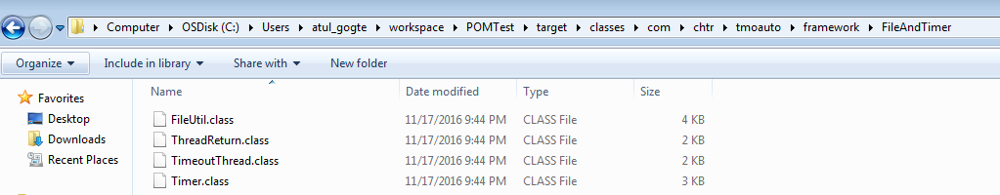 Computer OSDisk (C:) Users atul_gogte workspace POMTest target classes com chtr tmoauto framework FileAndTimer
Organize Include in library Share with New folder
Favorites
Desktop
Downloads
Recent Places
Name Date modified Type Size
FileUtil.class 11/17/2016 9:44 PM CLASS File 4 KB
ThreadReturn.class 11/17/2016 9:44 PM CLASS File 2 KB
TimeoutThread.class 11/17/2016 9:44 PM CLASS File 2 KB
Timer.class 11/17/2016 9:44 PM CLASS File 3 KB